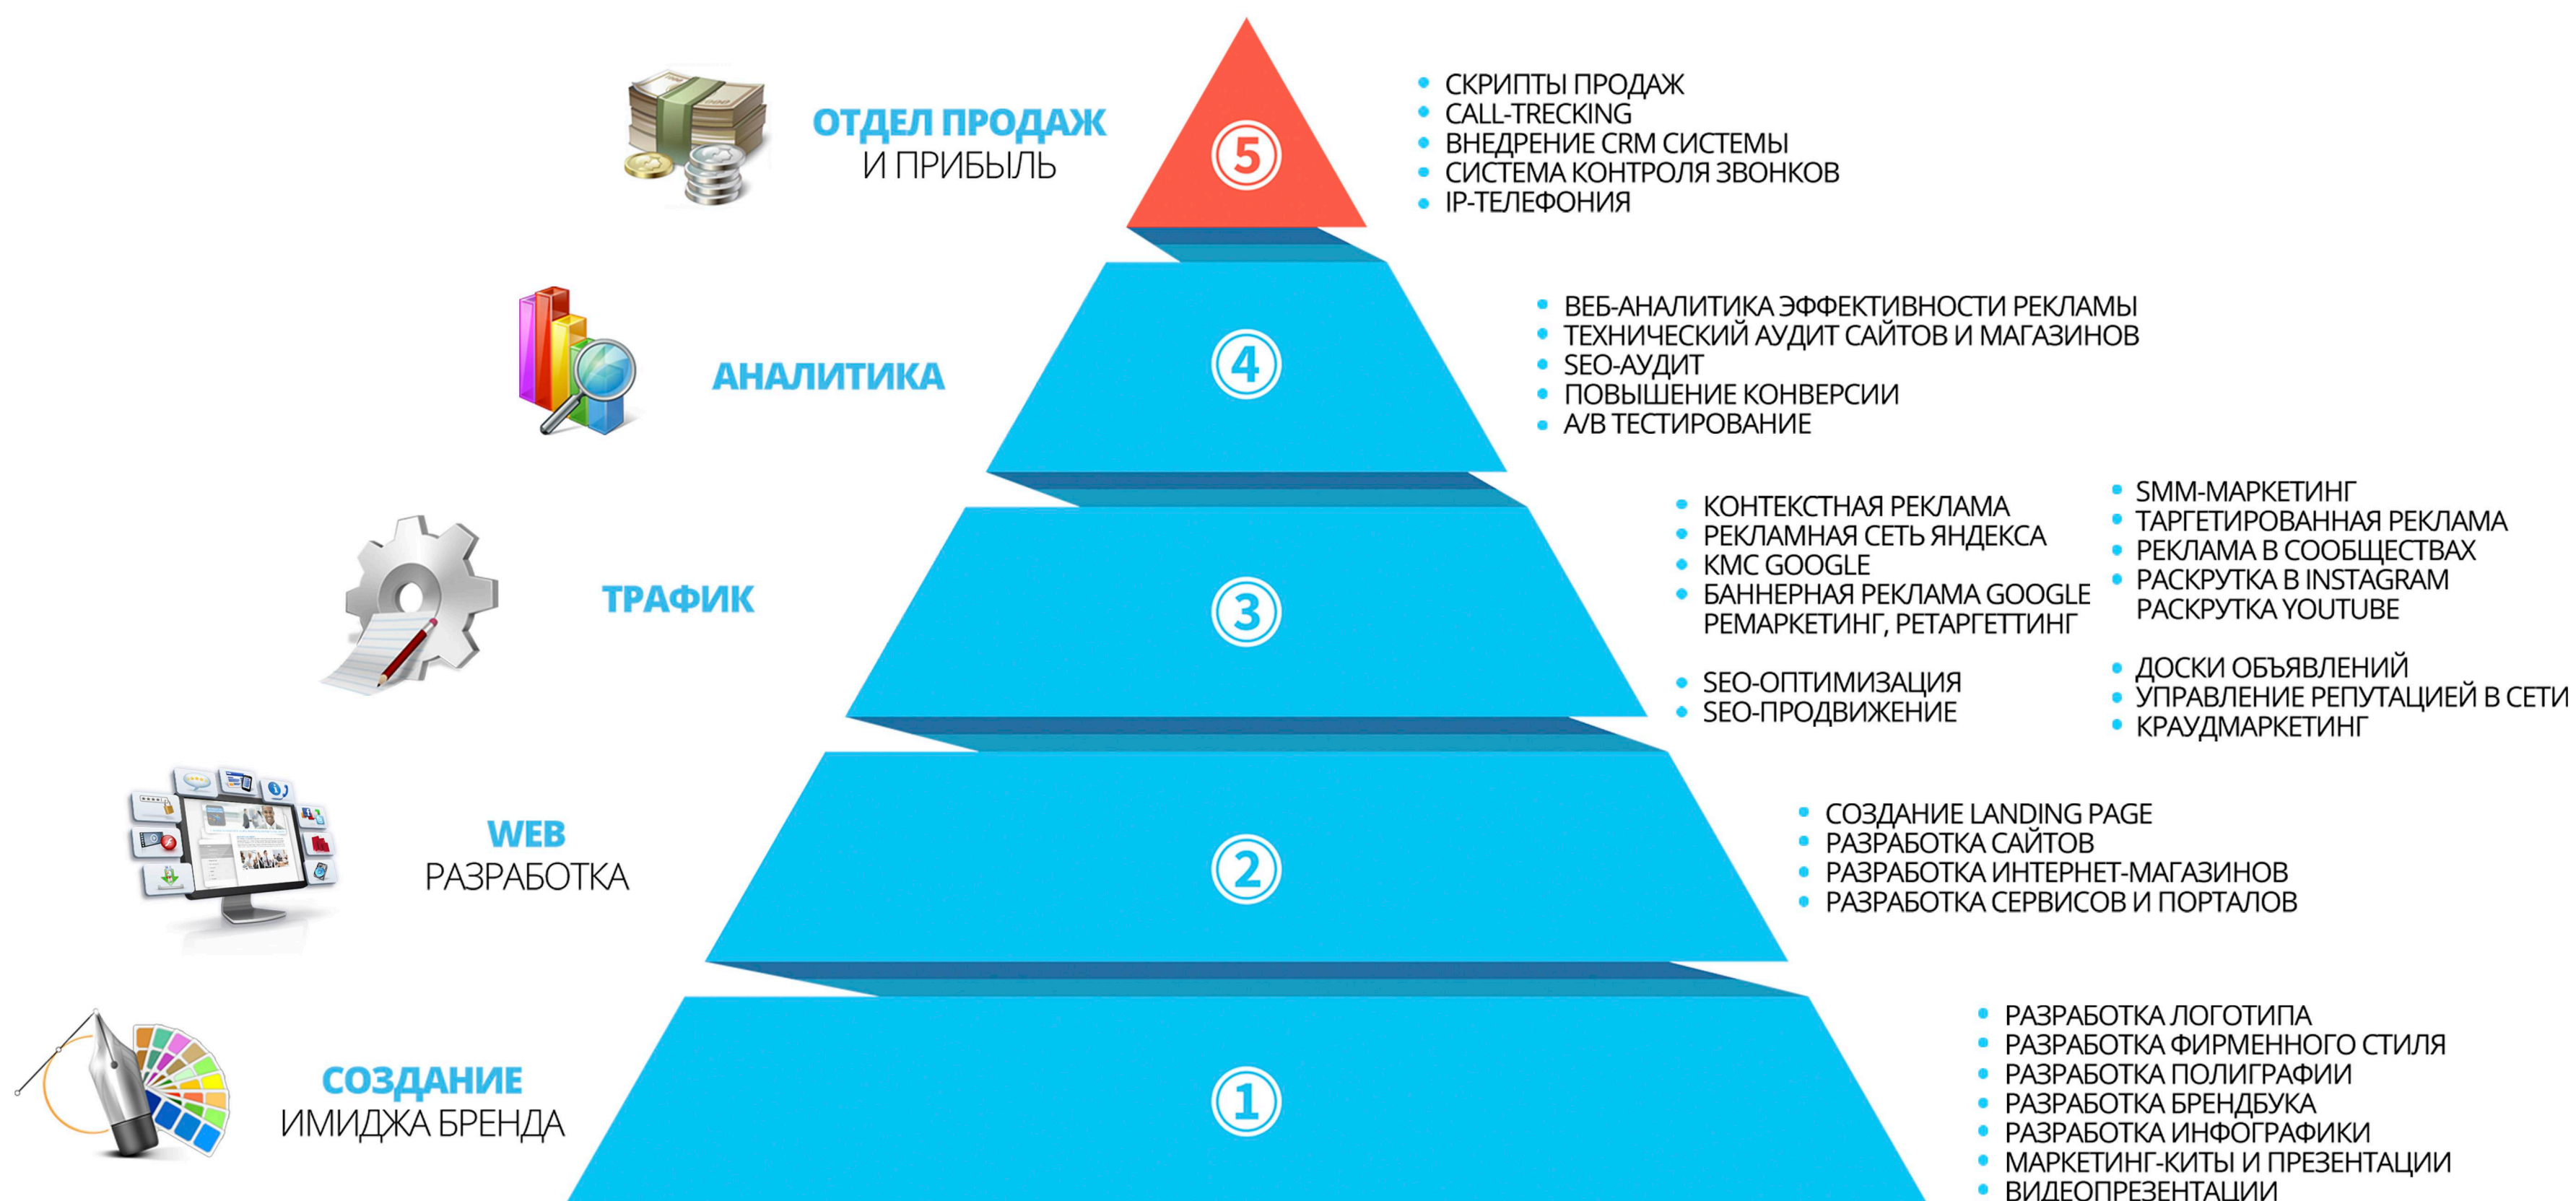 ОТДЕЛ ПРОДАЖ
И ПРИБЫЛЬ
5
СКРИПТЫ ПРОДАЖ
CALL-TRECKING
ВНЕДРЕНИЕ CRM СИСТЕМЫ
СИСТЕМА КОНТРОЛЯ ЗВОНКОВ
IP-ТЕЛЕФОНИЯ
АНАЛИТИКА
4
ВЕБ-АНАЛИТИКА ЭФФЕКТИВНОСТИ РЕКЛАМЫ
ТЕХНИЧЕСКИЙ АУДИТ САЙТОВ И МАГАЗИНОВ
SEO-АУДИТ
ПОВЫШЕНИЕ КОНВЕРСИИ
А/В ТЕСТИРОВАНИЕ
ТРАФИК
3
КОНТЕКСТНАЯ РЕКЛАМА
РЕКЛАМНАЯ СЕТЬ ЯНДЕКСА
КМС GOOGLE
БАННЕРНАЯ РЕКЛАМА GOOGLE
РЕМАРКЕТИНГ, РЕТАРГЕТТИНГ
SEO-ОПТИМИЗАЦИЯ
SEO-ПРОДВИЖЕНИЕ
SMM-МАРКЕТИНГ
ТАРГЕТИРОВАННАЯ РЕКЛАМА
РЕКЛАМА В СООБЩЕСТВАХ
РАСКРУТКА В INSTAGRAM
РАСКРУТКА YOUTUBE
ДОСКИ ОБЪЯВЛЕНИЙ
УПРАВЛЕНИЕ РЕПУТАЦИЕЙ В СЕТИ
КРАУДМАРКЕТИНГ
WEB
РАЗРАБОТКА
2
СОЗДАНИЕ LANDING PAGE
РАЗРАБОТКА САЙТОВ
РАЗРАБОТКА ИНТЕРНЕТ-МАГАЗИНОВ
РАЗРАБОТКА СЕРВИСОВ И ПОРТАЛОВ
СОЗДАНИЕ
ИМИДЖА БРЕНДА
1
РАЗРАБОТКА ЛОГОТИПА
РАЗРАБОТКА ФИРМЕННОГО СТИЛЯ
РАЗРАБОТКА ПОЛИГРАФИИ
РАЗРАБОТКА БРЕНДБУКА
РАЗРАБОТКА ИНФОГРАФИКИ
МАРКЕТИНГ-КИТЫ И ПРЕЗЕНТАЦИИ
ВИДЕОПРЕЗЕНТАЦИИ